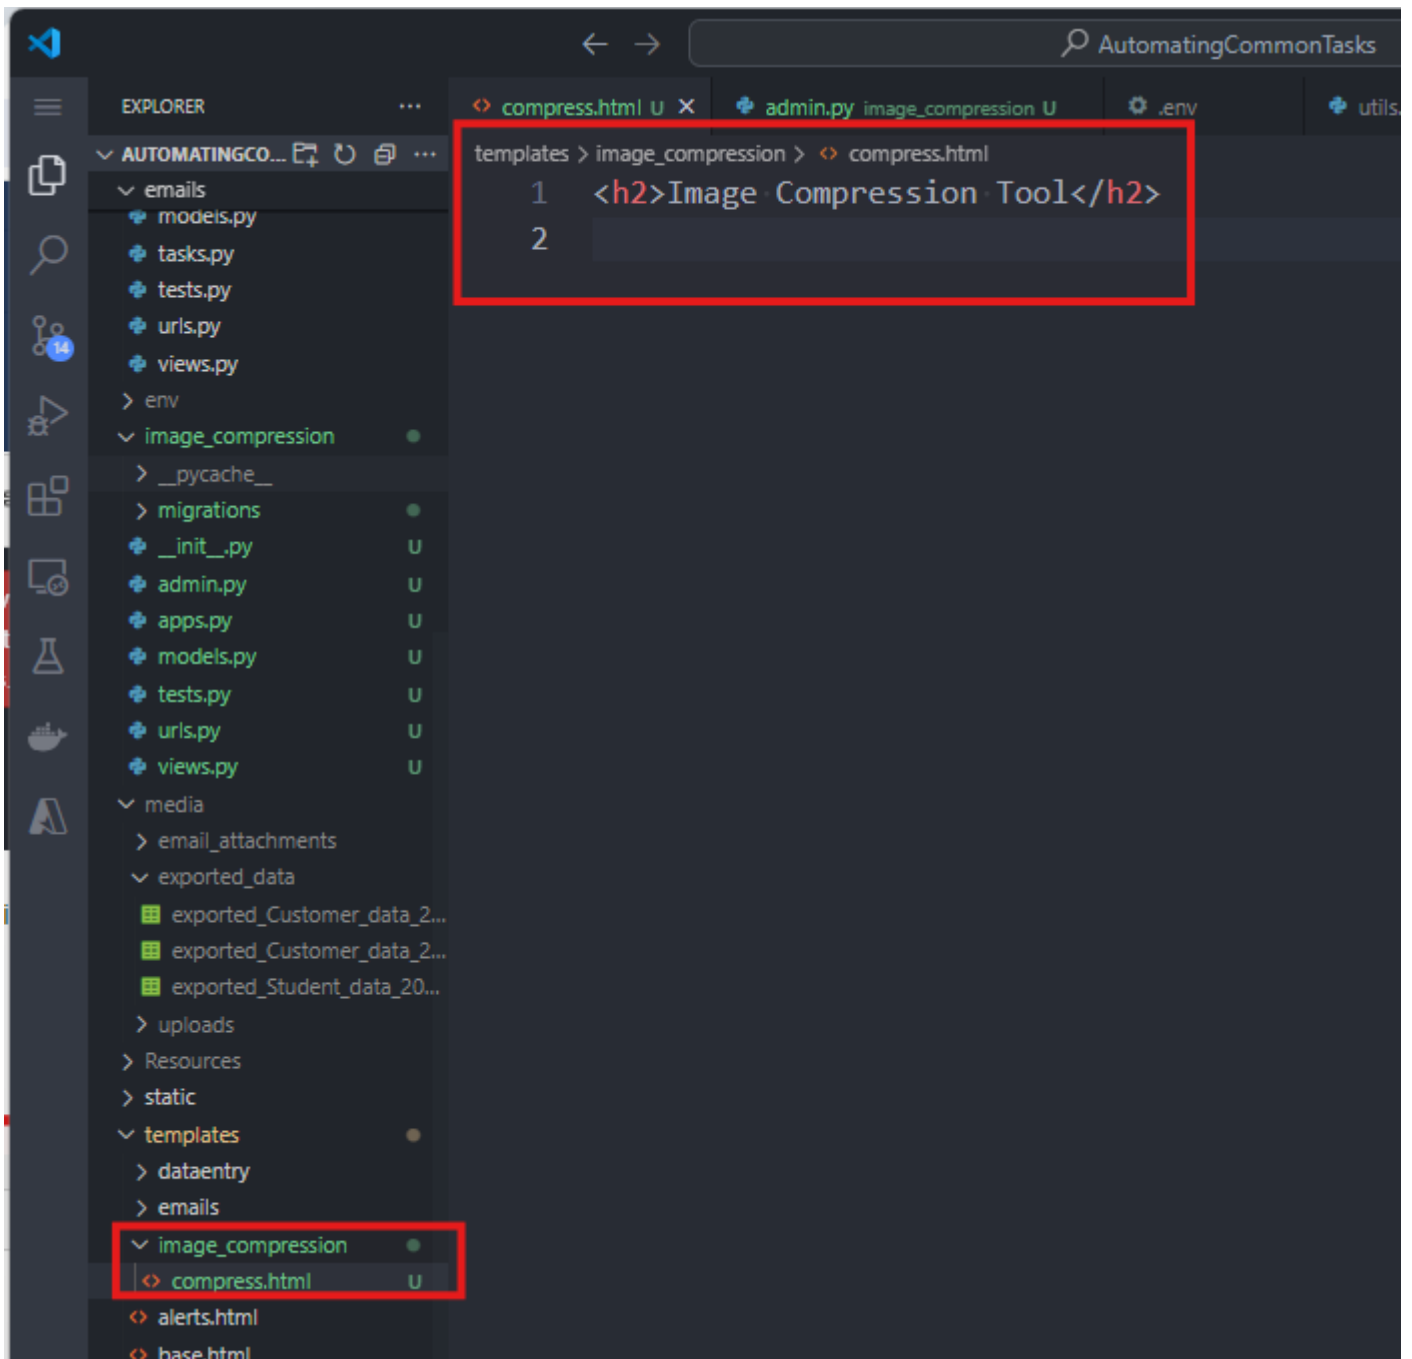 AutomatingCommonTasks
EXPLORER
compress.html U
admin.py image_compression U
.env
utils.
AUTOMATINGCO...
templates > image_compression > compress.html
1 <h2>Image Compression Tool</h2>
2
emails
models.py
tasks.py
tests.py
urls.py
views.py
14
env
image_compression
__pycache__
migrations
__init__.py U
admin.py U
apps.py U
models.py U
tests.py U
urls.py U
views.py U
media
email_attachments
exported_data
exported_Customer_data_2...
exported_Customer_data_2...
exported_Student_data_20...
uploads
Resources
static
templates
dataentry
emails
image_compression
compress.html U
alerts.html
base.html